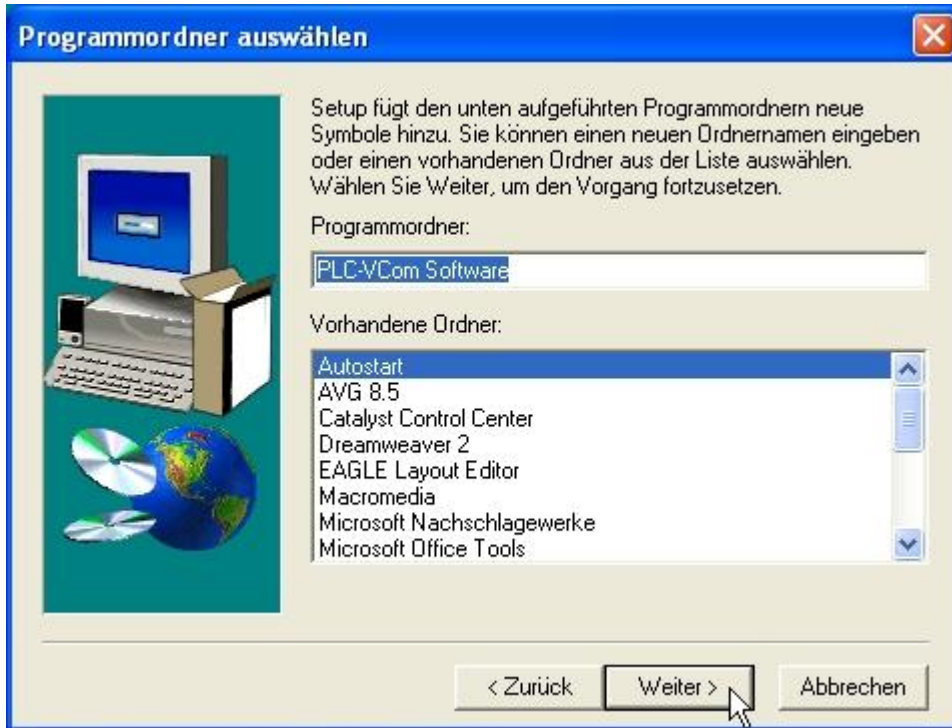 Programmordner auswählen
Setup fügt den unten aufgeführten Programmordnern neue
Symbole hinzu. Sie können einen neuen Ordnernamen eingeben
oder einen vorhandenen Ordner aus der Liste auswählen.
Wählen Sie Weiter, um den Vorgang fortzusetzen.
Programmordner:
PLC-VCom Software
Vorhandene Ordner:
Autostart
AVG 8.5
Catalyst Control Center
Dreamweaver 2
EAGLE Layout Editor
Macromedia
Microsoft Nachschlagewerke
Microsoft Office Tools
< Zurück Weiter > Abbrechen